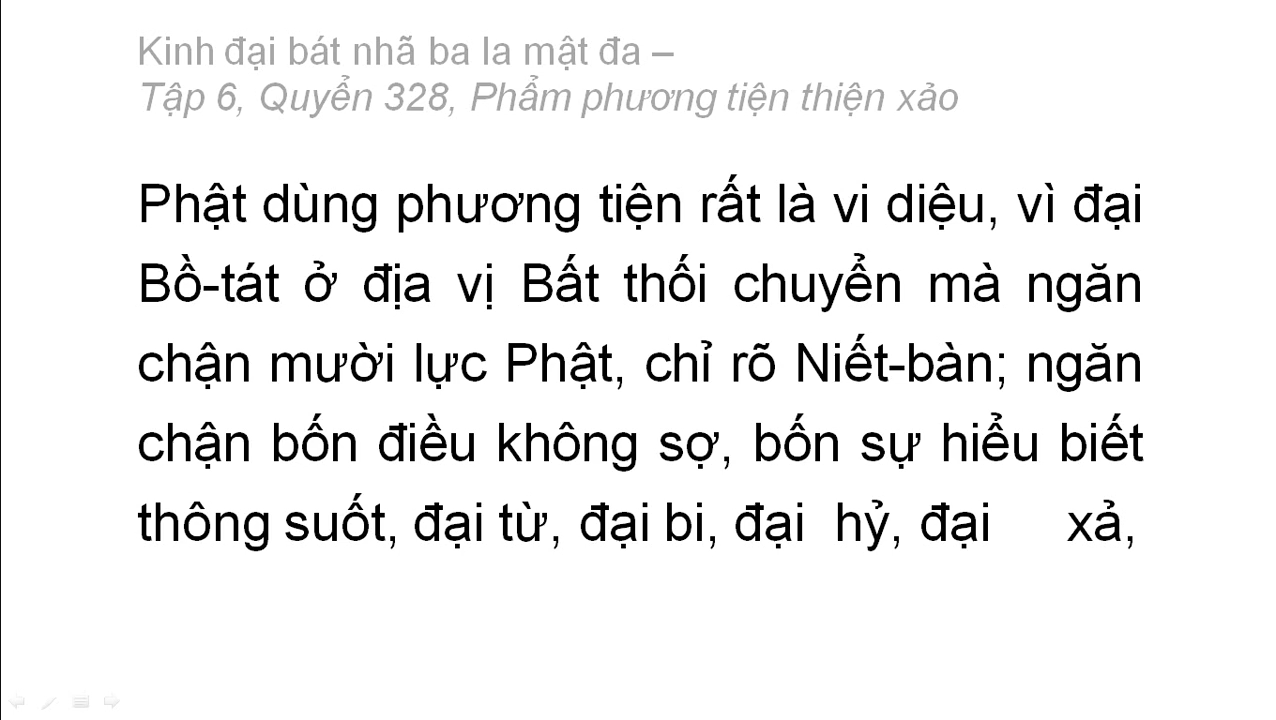 Kinh đại bát nhã ba la mật đa –
Tập 6, Quyển 328, Phẩm phương tiện thiện xảo
Phật dùng phương tiện rất là vi diệu, vì đại
Bồ-tát ở địa vị Bất thối chuyển mà ngăn
chận mười lực Phật, chỉ rõ Niết-bàn; ngăn
chận bốn điều không sợ, bốn sự hiểu biết
thông suốt, đại từ, đại bi, đại hỷ, đại xả,